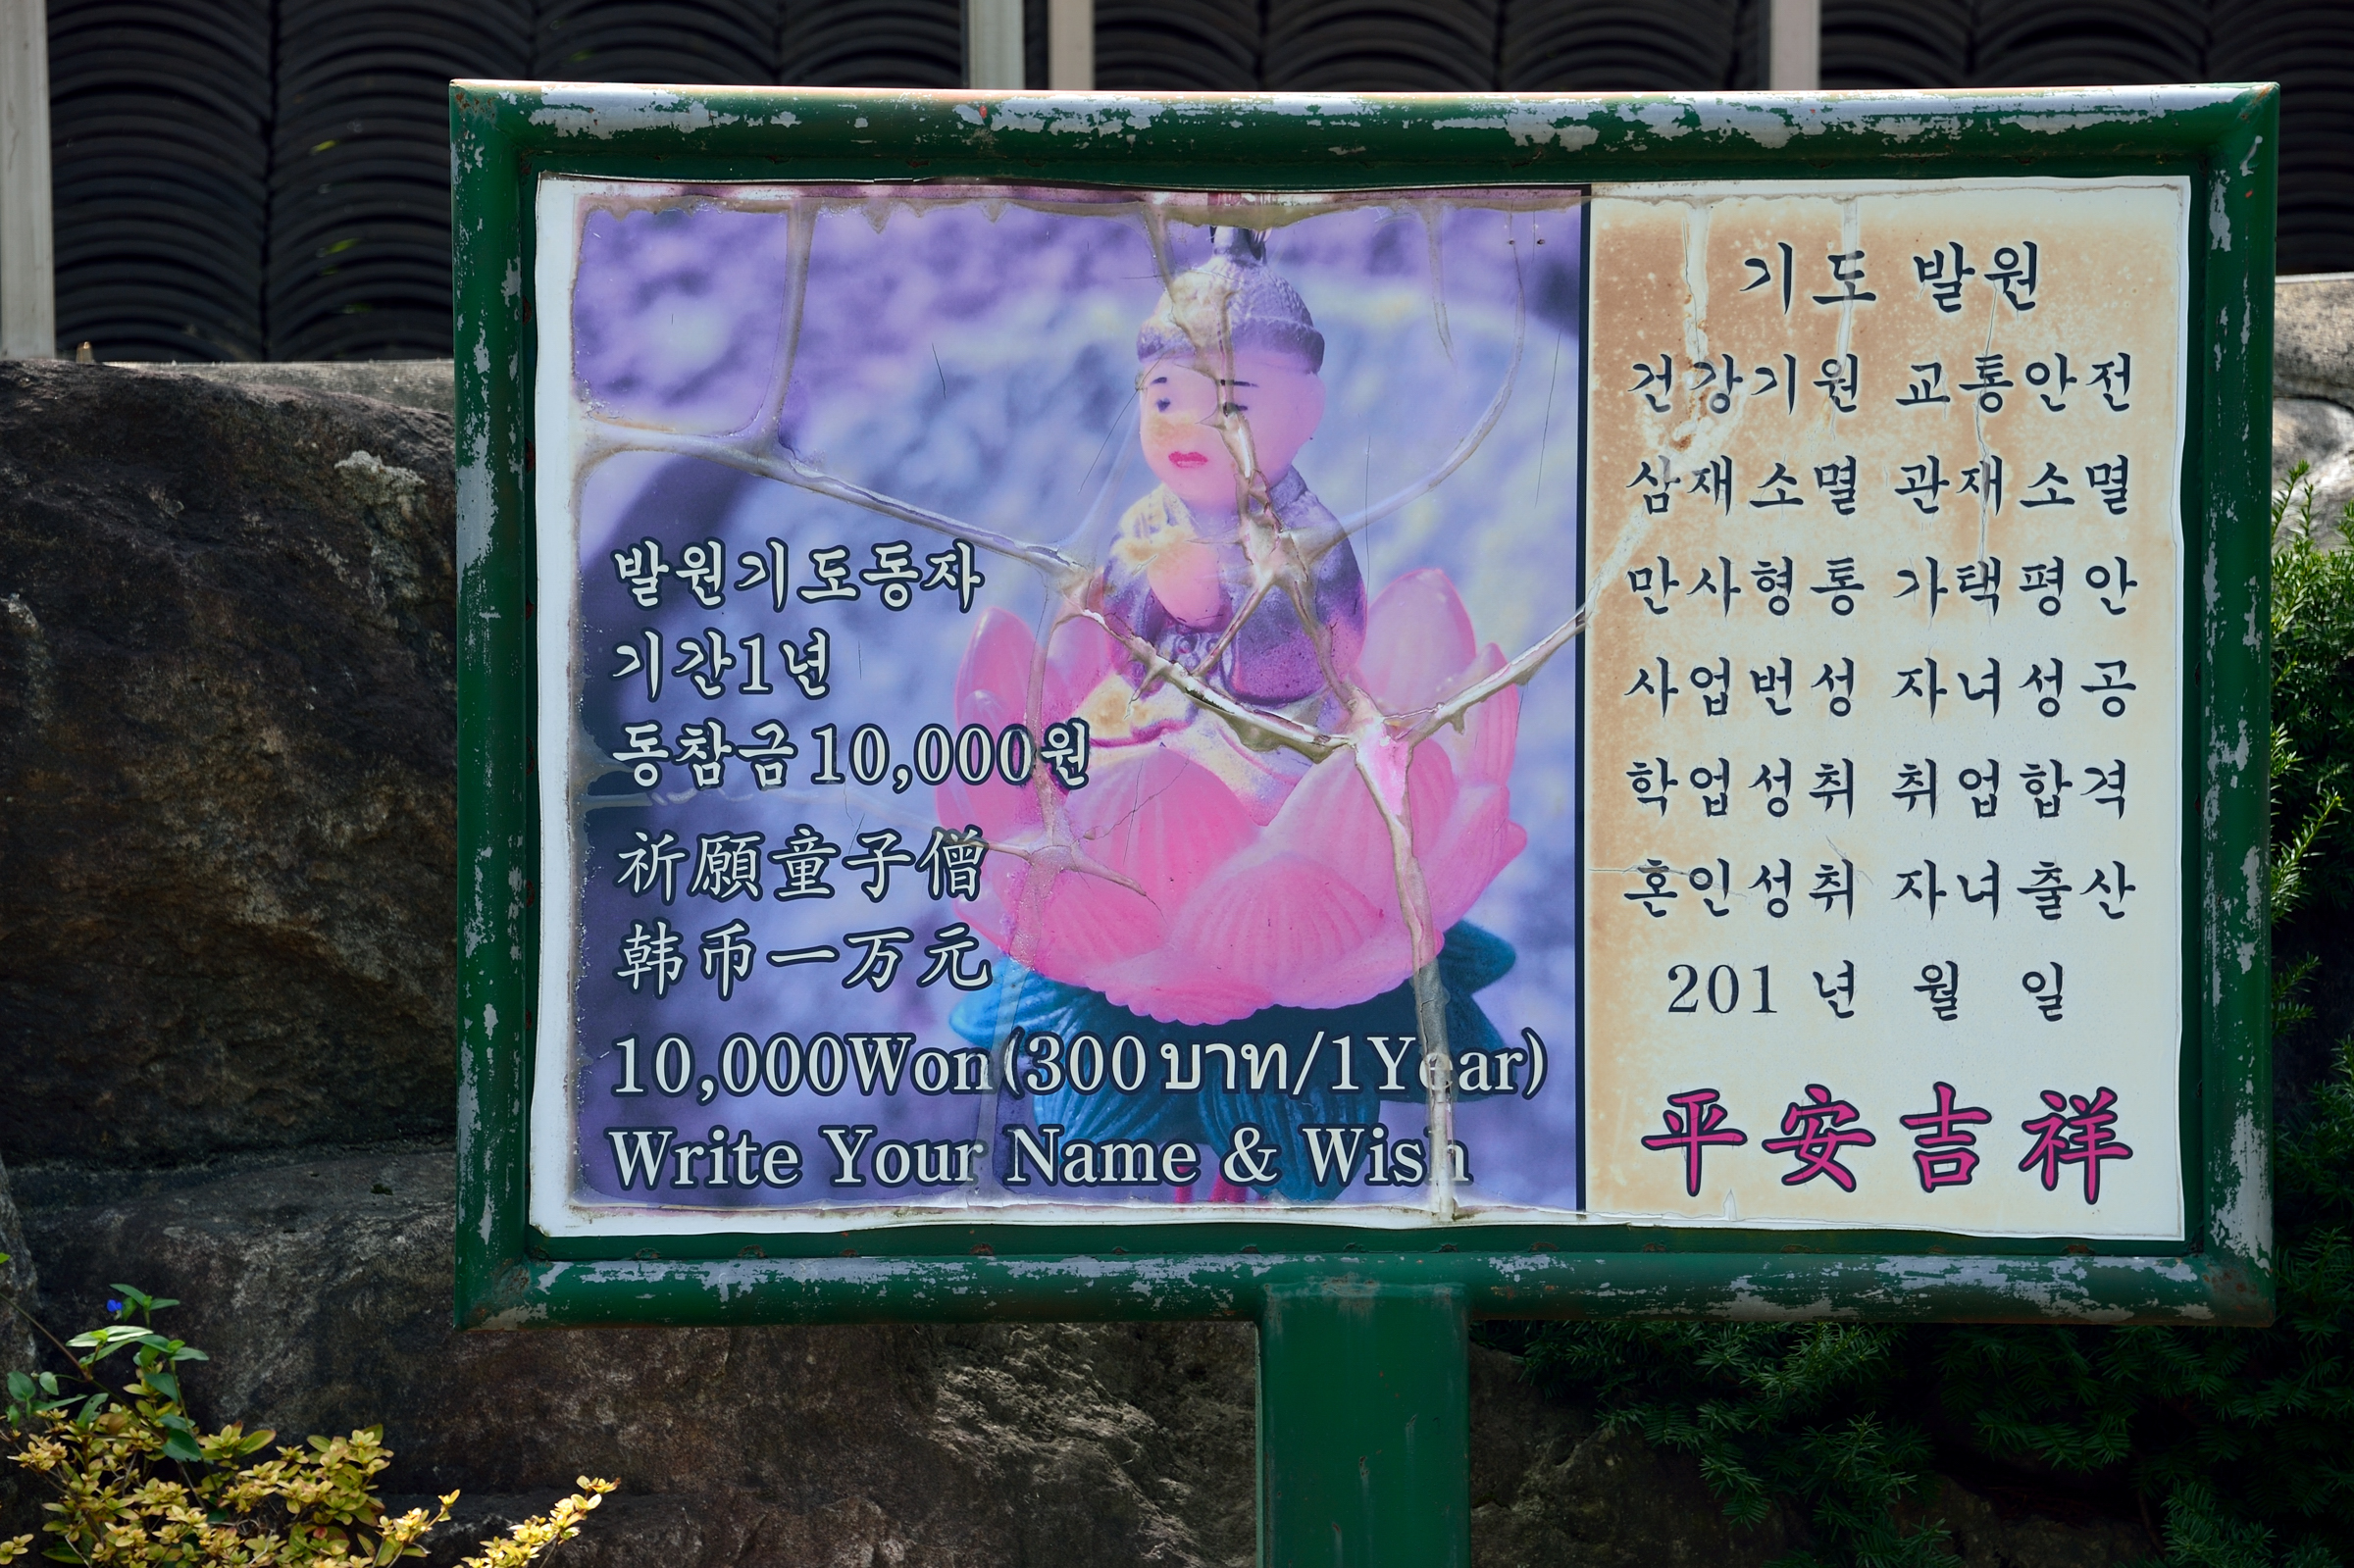 발원기도동자
기간1년
동참금10,000원
祈願童子僧
韩币一万元
10,000Won(300บาท/1Year)
Write Your Name & Wish
기도 발원
건강기원 교통안전
삼재소멸 관재소멸
만사형통 가택평안
사업번성 자녀성공
학업성취 취업합격
혼인성취 자녀출산
201 년 월 일
平安吉祥